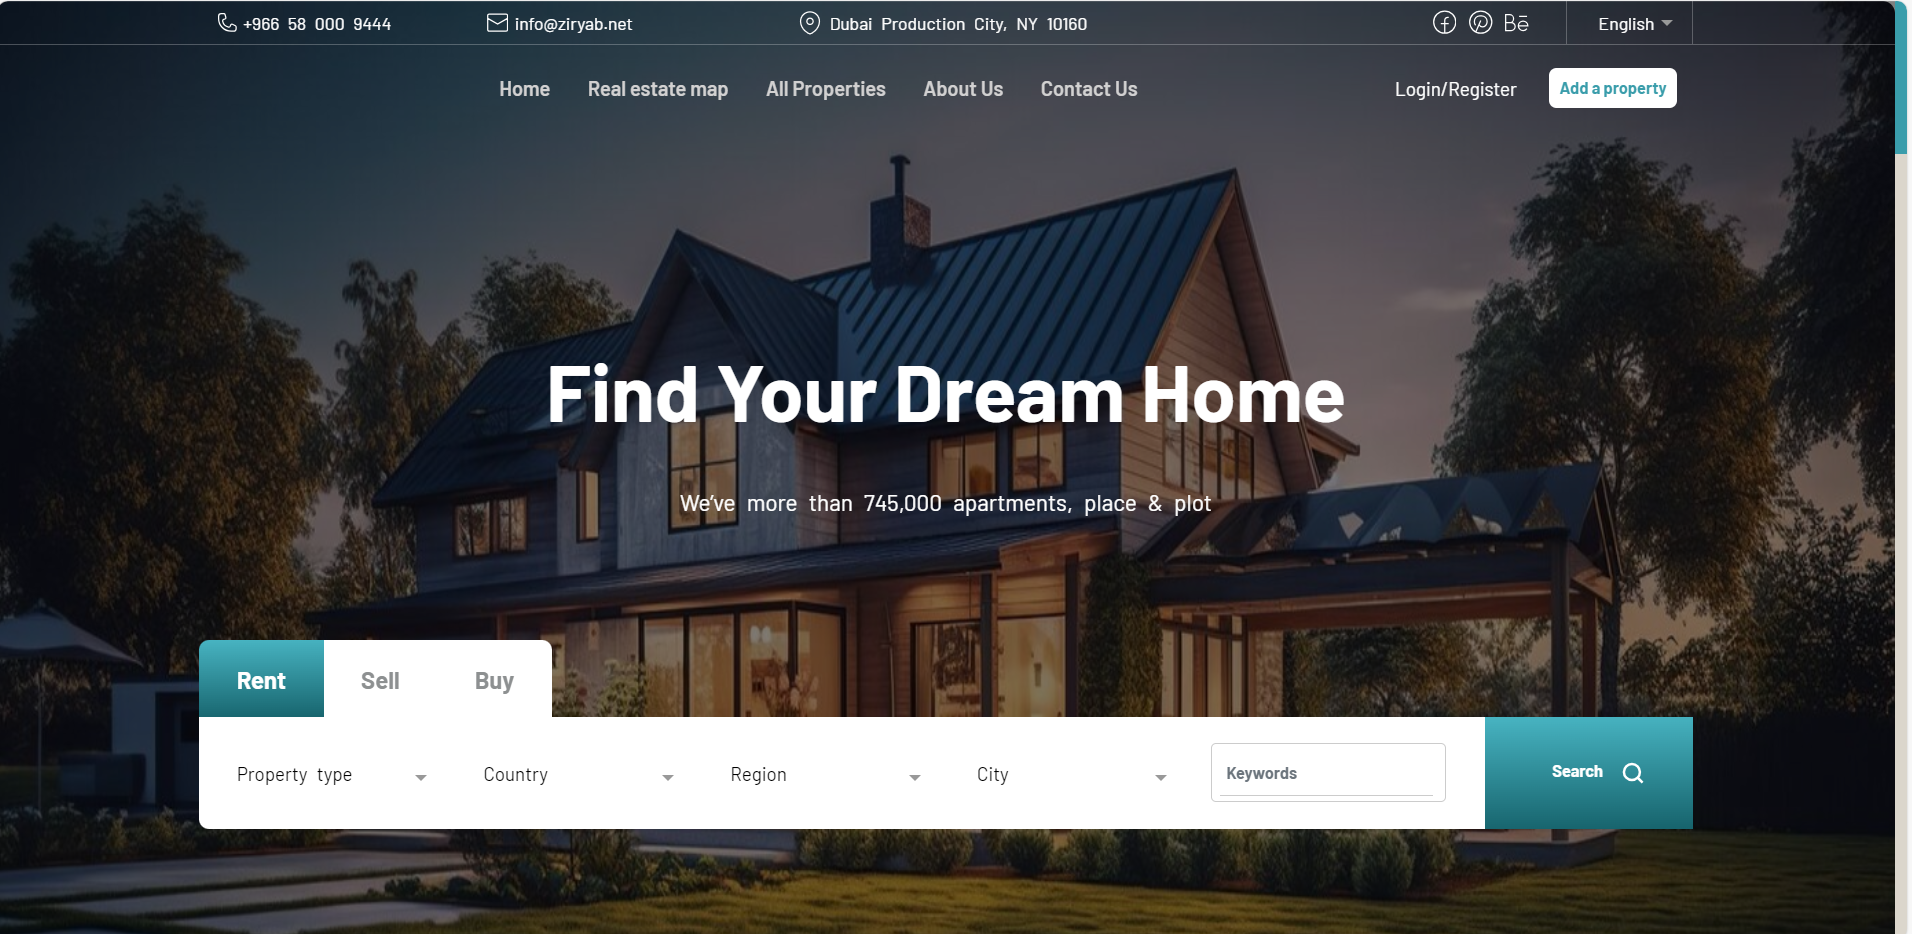 +966 58 000 9444
info@ziryab.net
Dubai Production City, NY 10160
Bē
English
Home
Real estate map
All Properties
About Us
Contact Us
Login/Register
Add a property
Find Your Dream Home
We've more than 745,000 apartments, place & plot
Rent
Sell
Buy
Property type
Country
Region
City
Keywords
Search